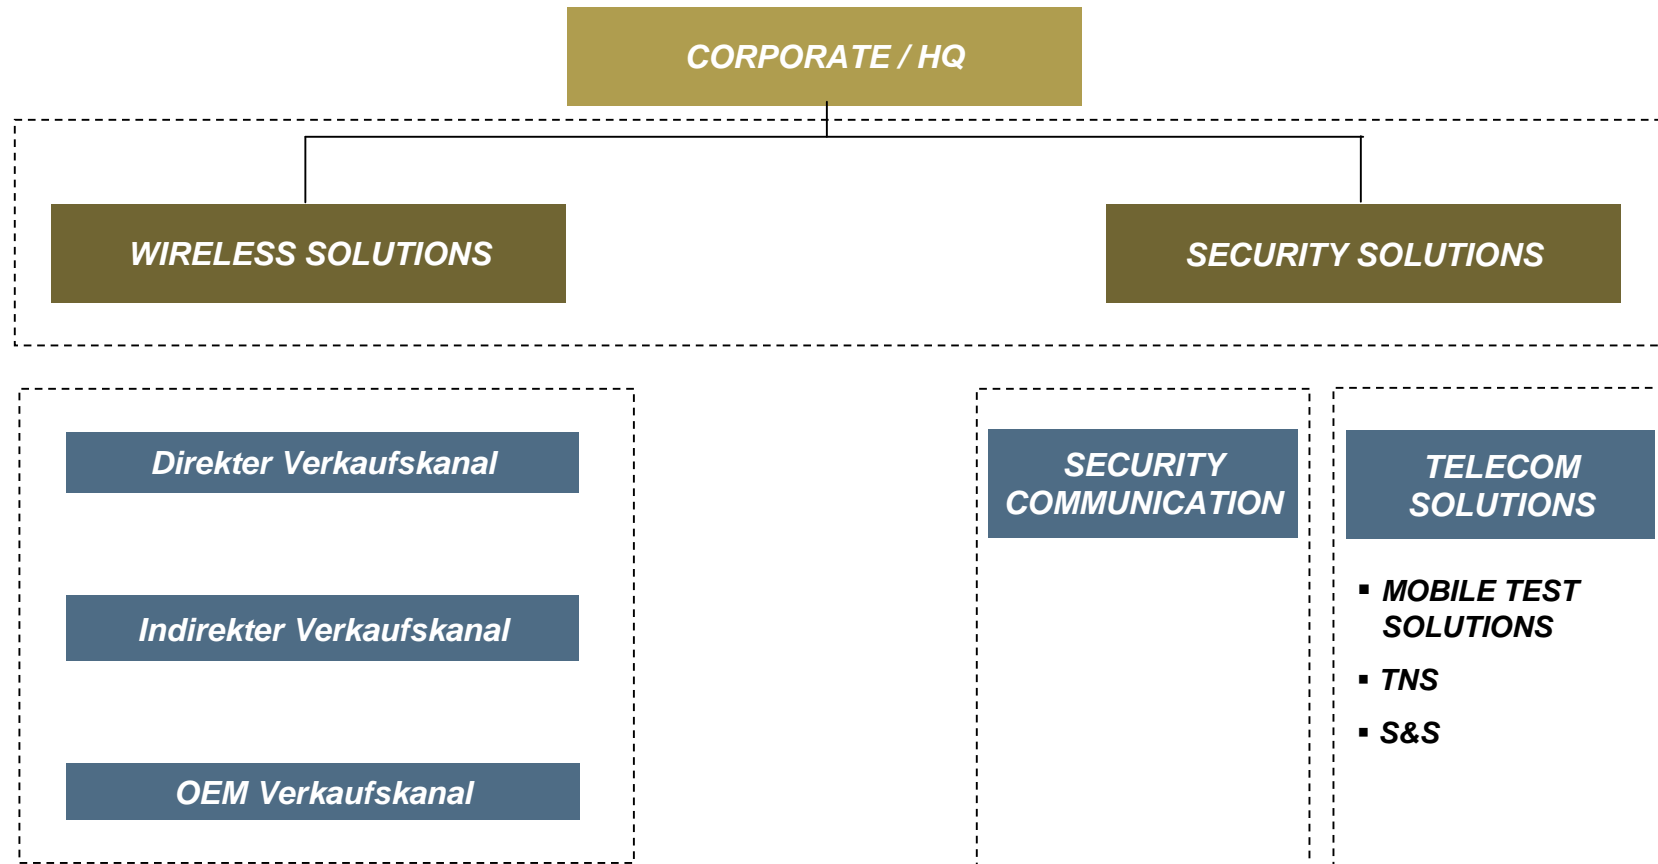 CORPORATE / HQ
WIRELESS SOLUTIONS
SECURITY SOLUTIONS
Direkter Verkaufskanal
Indirekter Verkaufskanal
OEM Verkaufskanal
SECURITY
COMMUNICATION
TELECOM
SOLUTIONS
▪ MOBILE TEST
SOLUTIONS
▪ TNS
▪ S&S